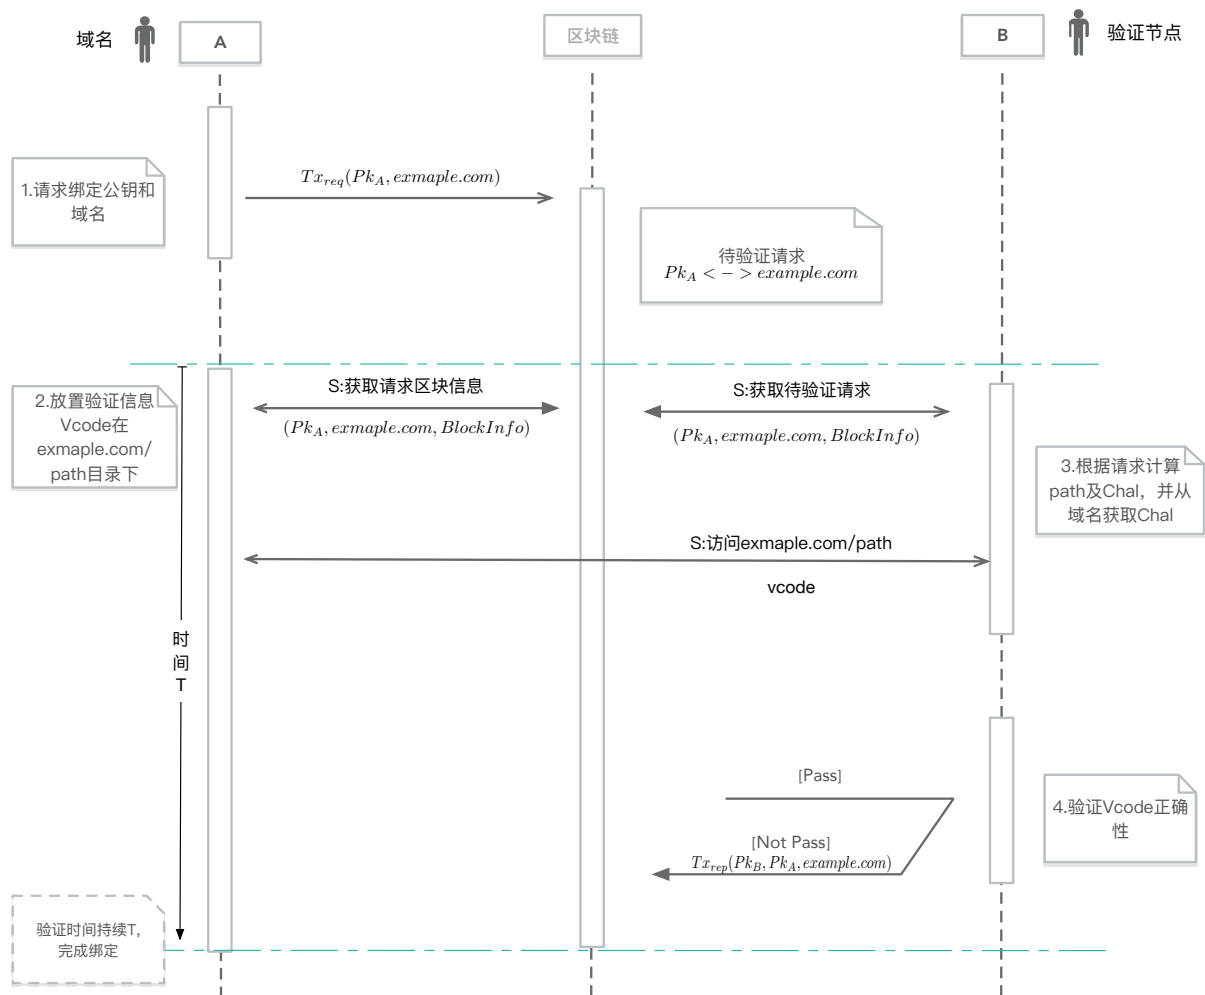 域名
A
区块链
B
验证节点
1.请求绑定公钥和
域名
Tx_{req}(Pk_A, exmaple.com)
待验证请求
Pk_A < - > example.com
2.放置验证信息
Vcode在
exmaple.com/
path目录下
S:获取请求区块信息
(Pk_A, exmaple.com, BlockInfo)
S:获取待验证请求
(Pk_A, exmaple.com, BlockInfo)
3.根据请求计算
path及Chal，并从
域名获取Chal
S:访问exmaple.com/path
vcode
时
间
T
[Pass]
[Not Pass]
Tx_{rep}(Pk_B, Pk_A, example.com)
4.验证Vcode正确
性
验证时间持续T,
完成绑定